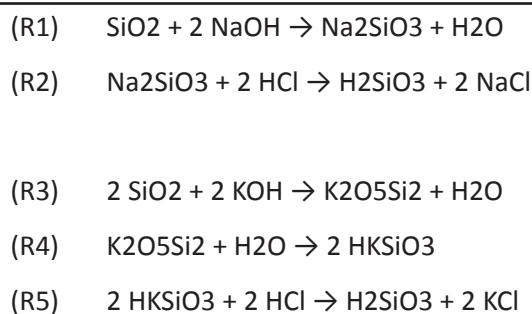 (R1) SiO2 + 2 NaOH → Na2SiO3 + H2O
(R2) Na2SiO3 + 2 HCl → H2SiO3 + 2 NaCl
(R3) 2 SiO2 + 2 KOH → K2O5Si2 + H2O
(R4) K2O5Si2 + H2O → 2 HKSiO3
(R5) 2 HKSiO3 + 2 HCl → H2SiO3 + 2 KCl